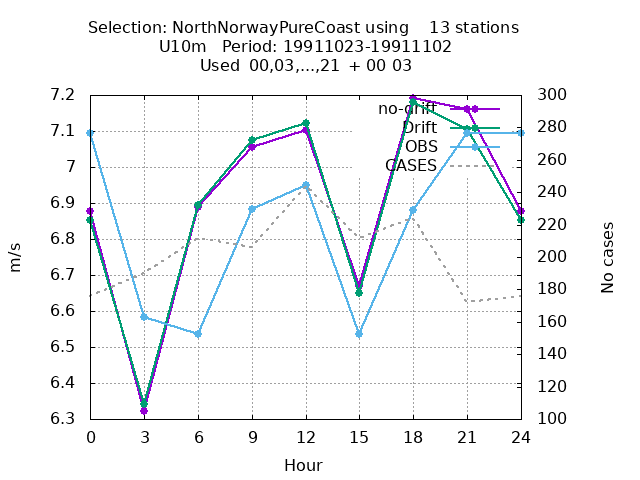 Selection: NorthNorwayPureCoast using 13 stations
U10m Period: 19911023-19911102
Used 00,03,...,21 + 00 03
7.2
7.1
7
6.9
6.8
6.7
6.6
6.5
6.4
6.3
m/s
300
280
260
240
220
200
180
160
140
120
100
No cases
no-drift
Drift
OBS
CASES
0 3 6 9 12 15 18 21 24
Hour